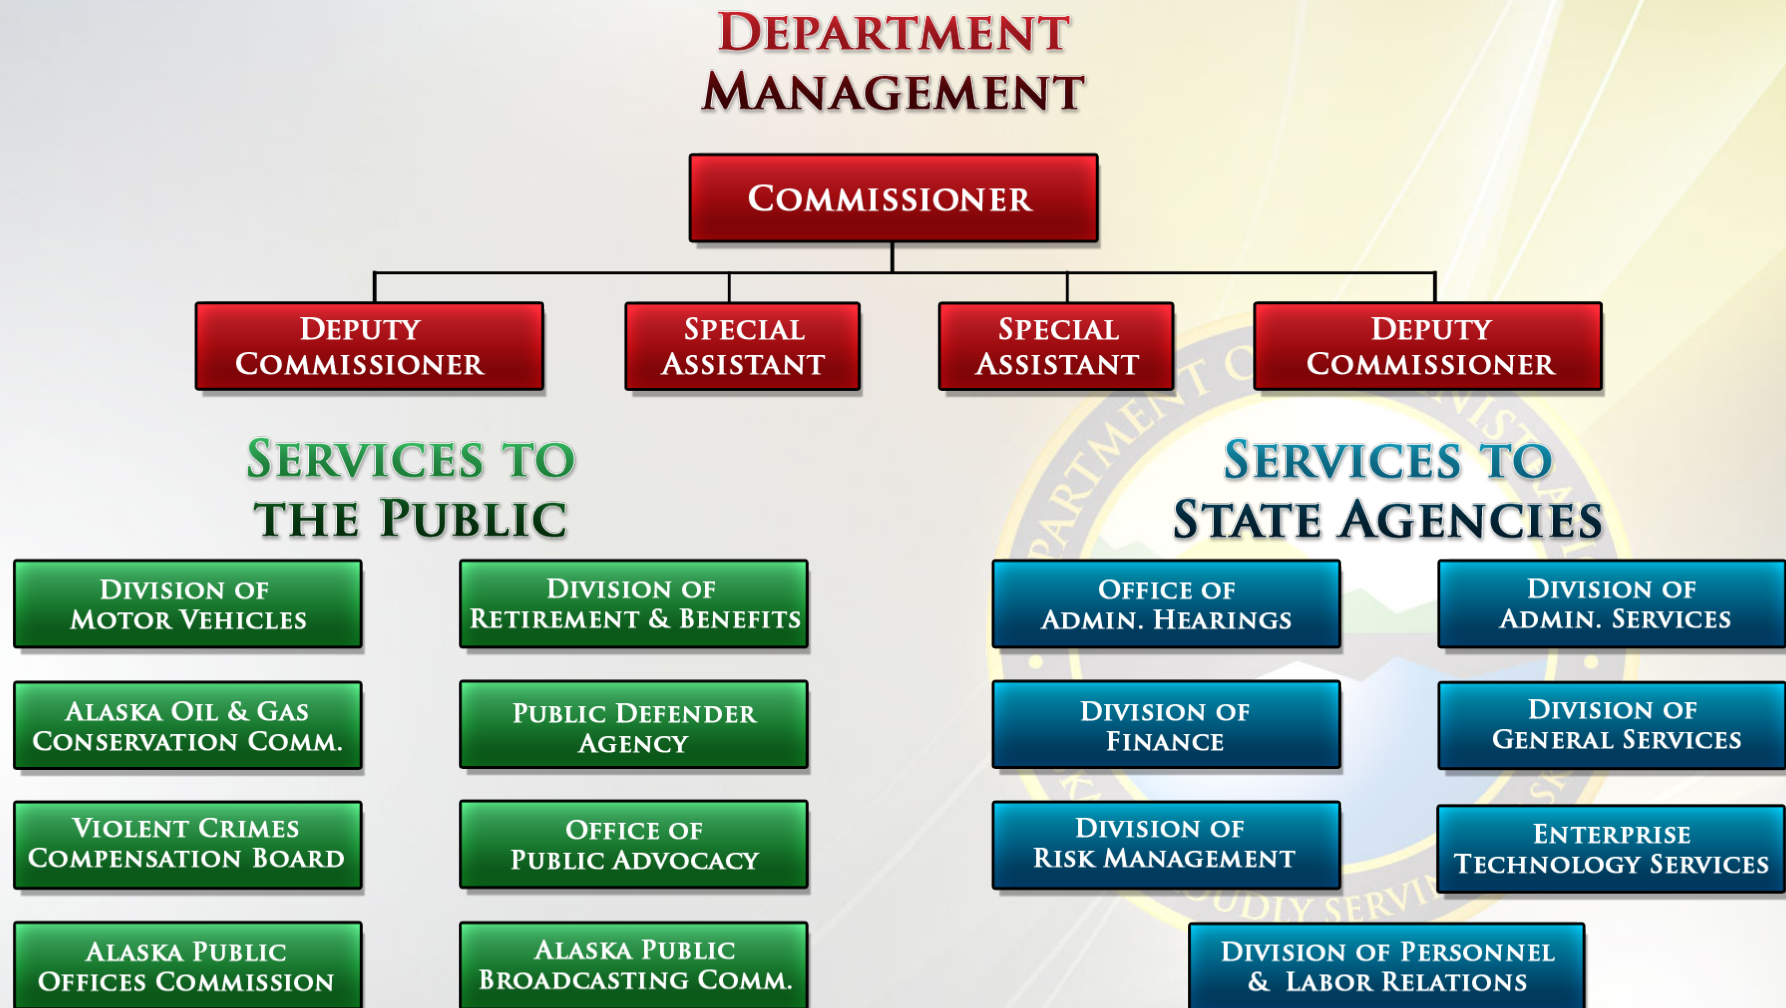 Department
Management
Commissioner
Deputy
Commissioner
Special
Assistant
Special
Assistant
Deputy
Commissioner
Services to
the Public
Services to
State Agencies
Division of
Motor Vehicles
Division of
Retirement & Benefits
Office of
Admin. Hearings
Division of
Admin. Services
Alaska Oil & Gas
Conservation Comm.
Public Defender
Agency
Division of
Finance
Division of
General Services
Violent Crimes
Compensation Board
Office of
Public Advocacy
Division of
Risk Management
Enterprise
Technology Services
Alaska Public
Offices Commission
Alaska Public
Broadcasting Comm.
Division of Personnel
& Labor Relations